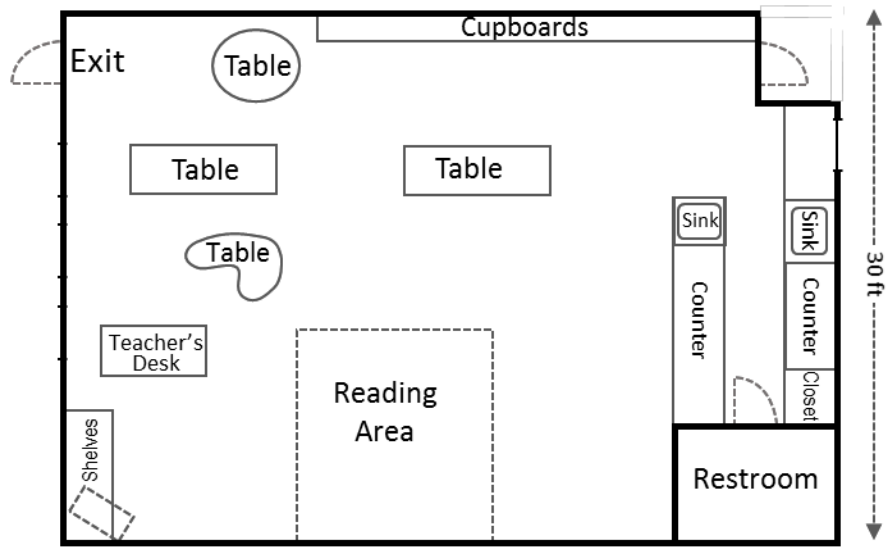 Cupboards
Exit
Table
Table
Table
Sink
Sink
Table
30 ft
Counter
Counter
Teacher's
Desk
Reading
Area
Closet
Shelves
Restroom